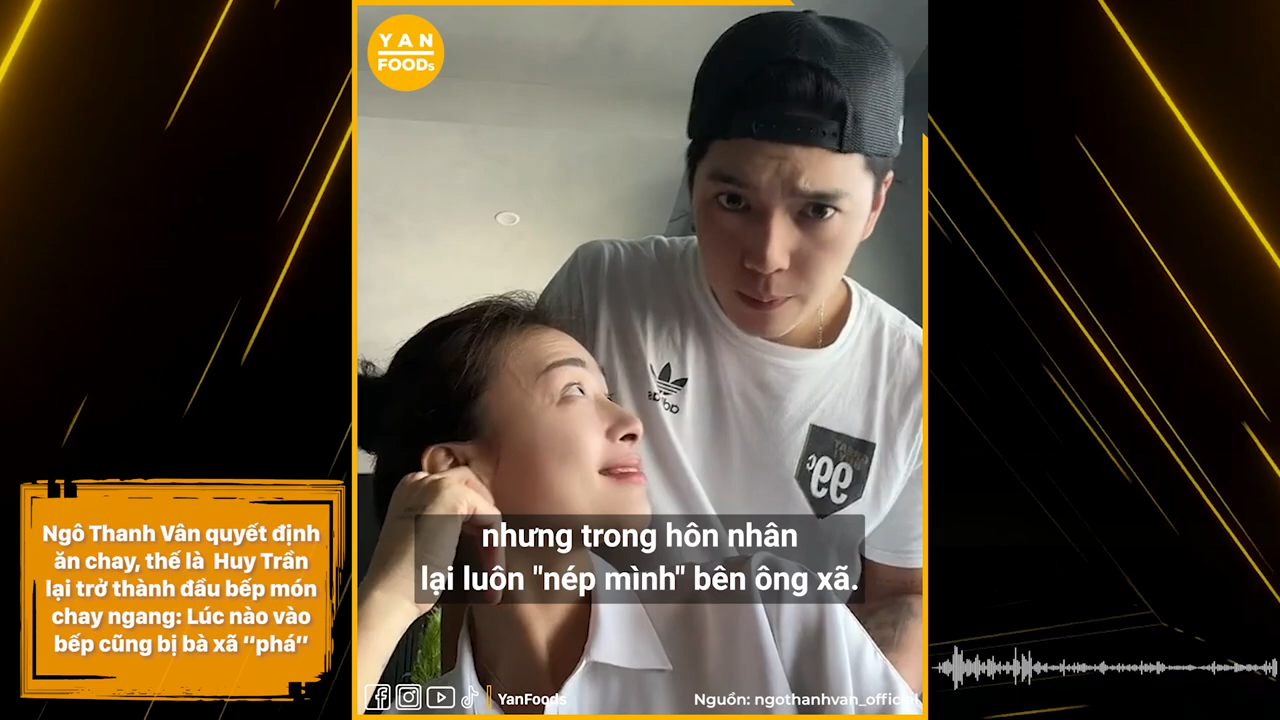 YAN
FOODs
adidas
99c
nhưng trong hôn nhân
lại luôn "nép mình" bên ông xã.
Ngô Thanh Vân quyết định
ăn chay, thế là Huy Trần
lại trở thành đầu bếp món
chay ngang: Lúc nào vào
bếp cũng bị bà xã "phá"
YanFoods
Nguồn: ngothanhvan_official